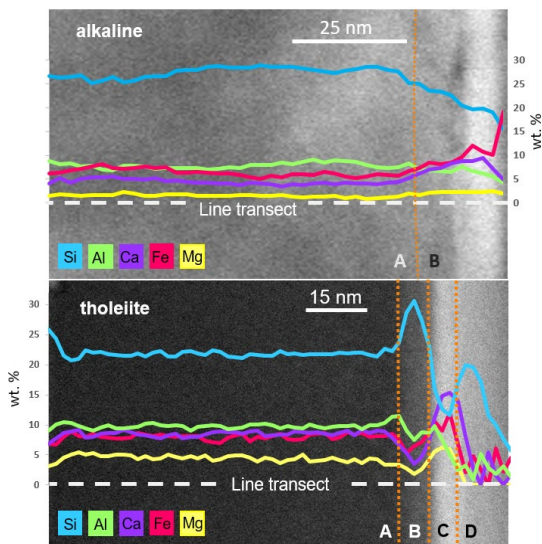 alkaline
25 nm
30
25
20
15
10
5
0
wt. %
Line transect
Si Al Ca Fe Mg
A B
tholeiite
15 nm
30
25
20
15
10
5
0
wt. %
Line transect
Si Al Ca Fe Mg
A B C D